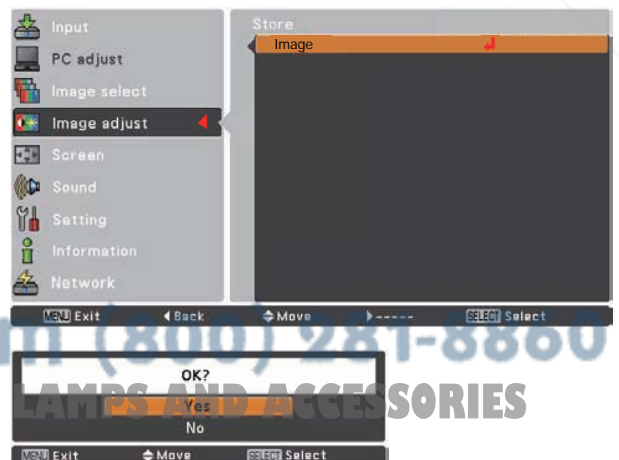 Input
PC adjust
Image select
Image adjust
Screen
Sound
Setting
Information
Network
Store
Image
MENU Exit ◀Back Move ▶----- SELECT Select
m (800) 281-8860
OK?
LAMPS AND ACCESSORIES
Yes
No
MENU Exit Move SELECT Select